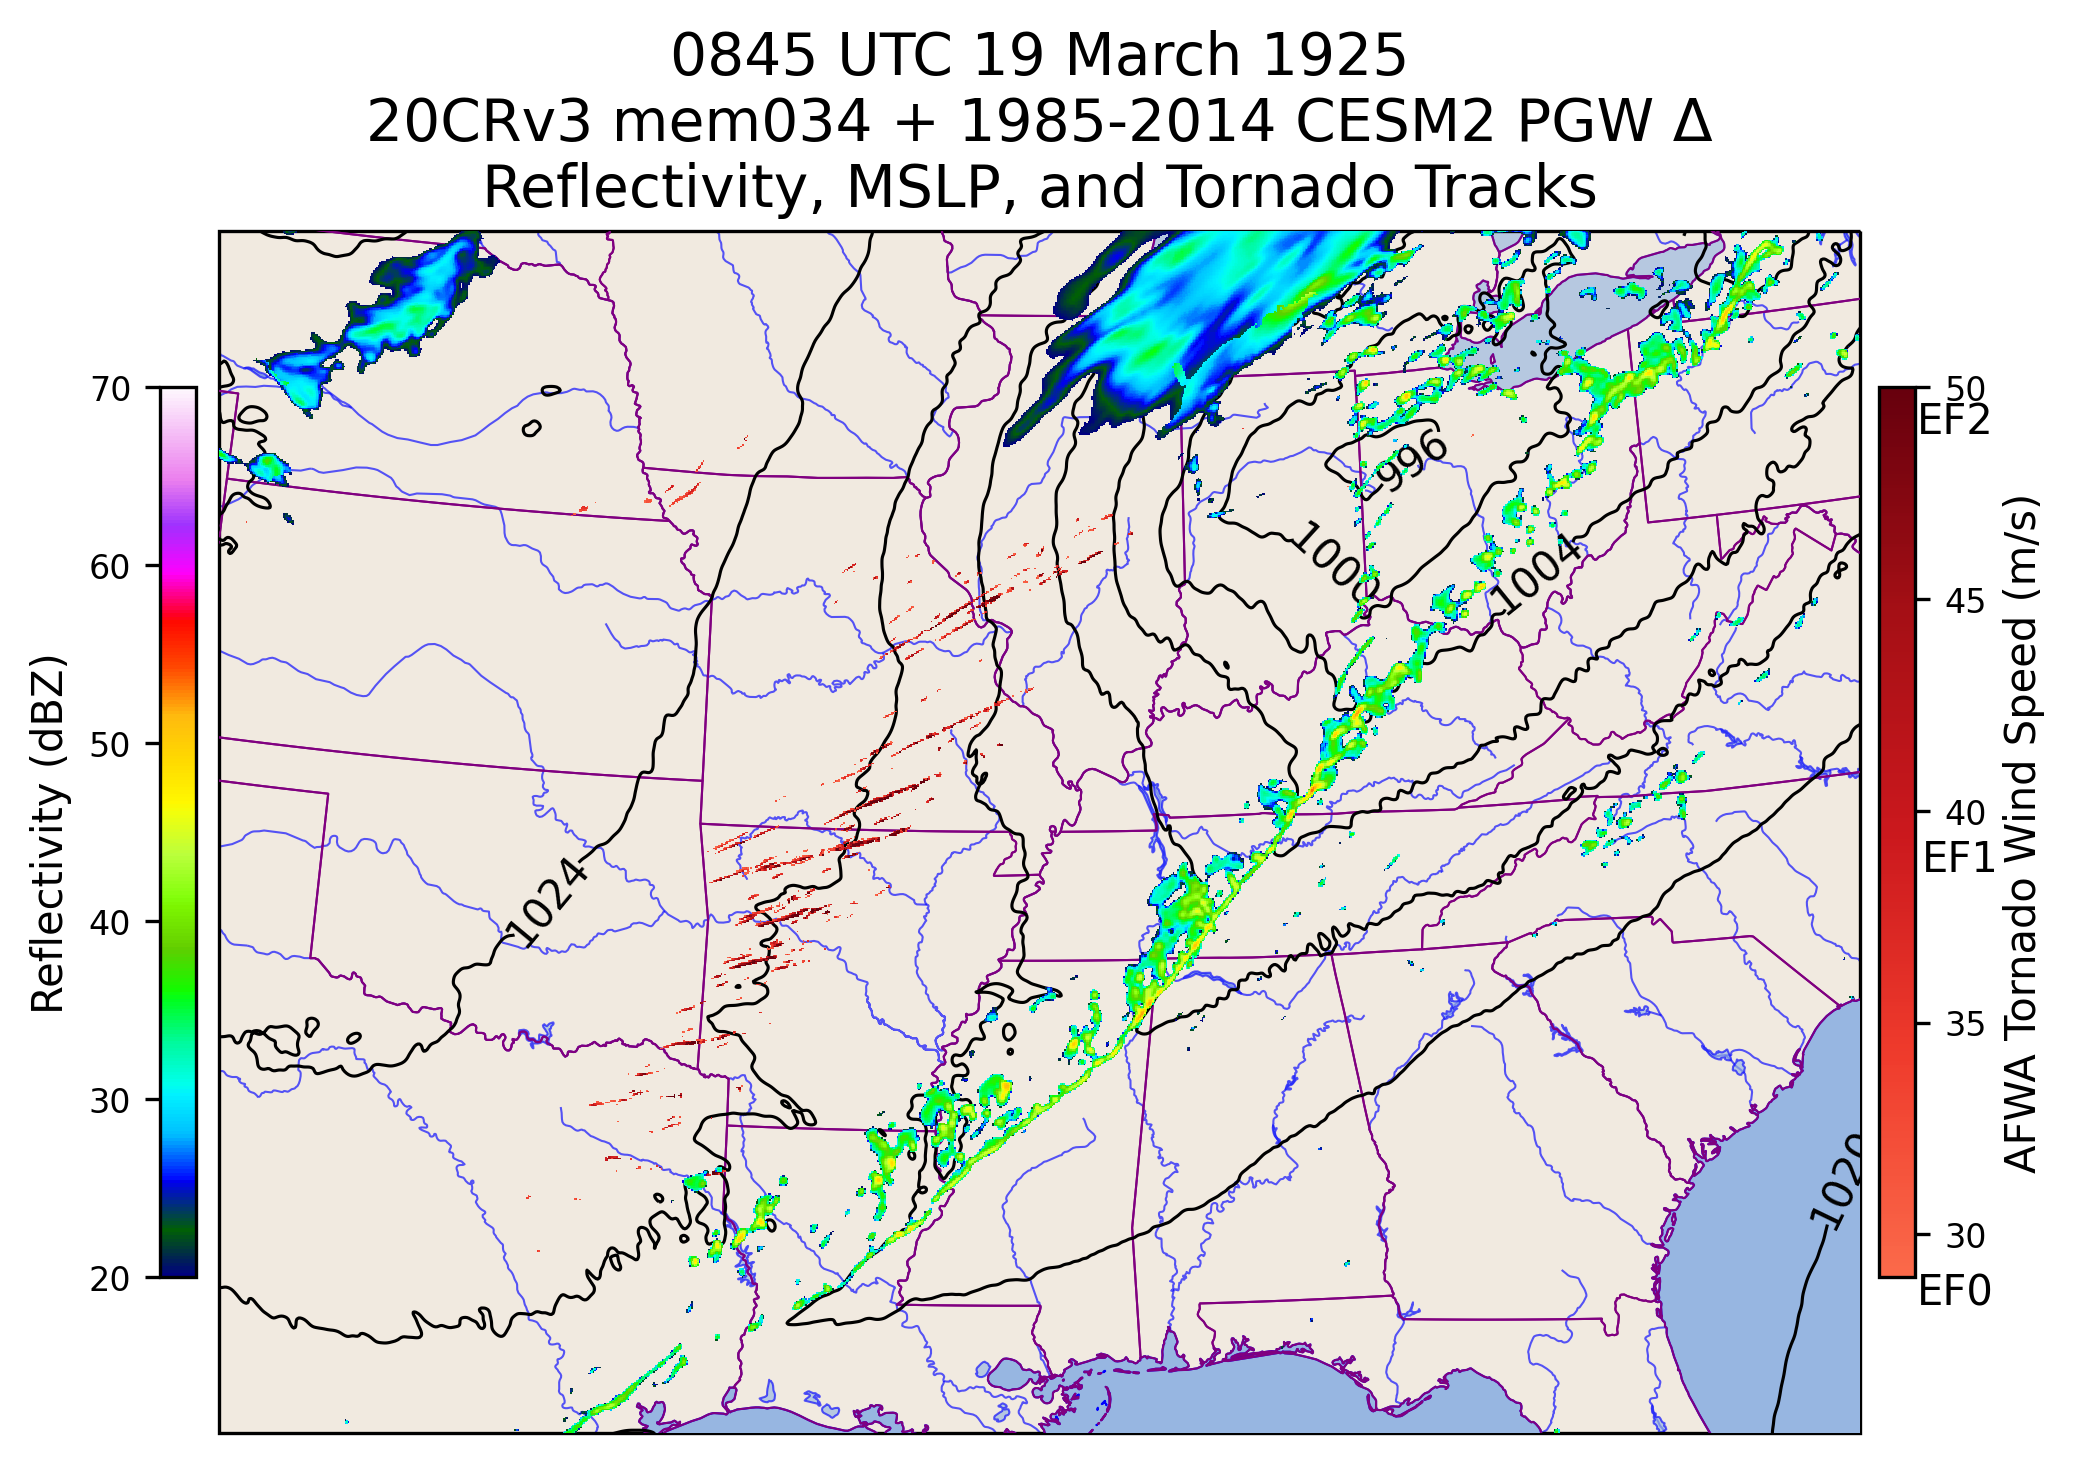 0845 UTC 19 March 1925
20CRv3 mem034 + 1985-2014 CESM2 PGW Δ
Reflectivity, MSLP, and Tornado Tracks
Reflectivity (dBZ)
70
60
50
40
30
20
996
1000
1004
1024
1020
50
EF2
45
40
EF1
35
30
EF0
AFWA Tornado Wind Speed (m/s)